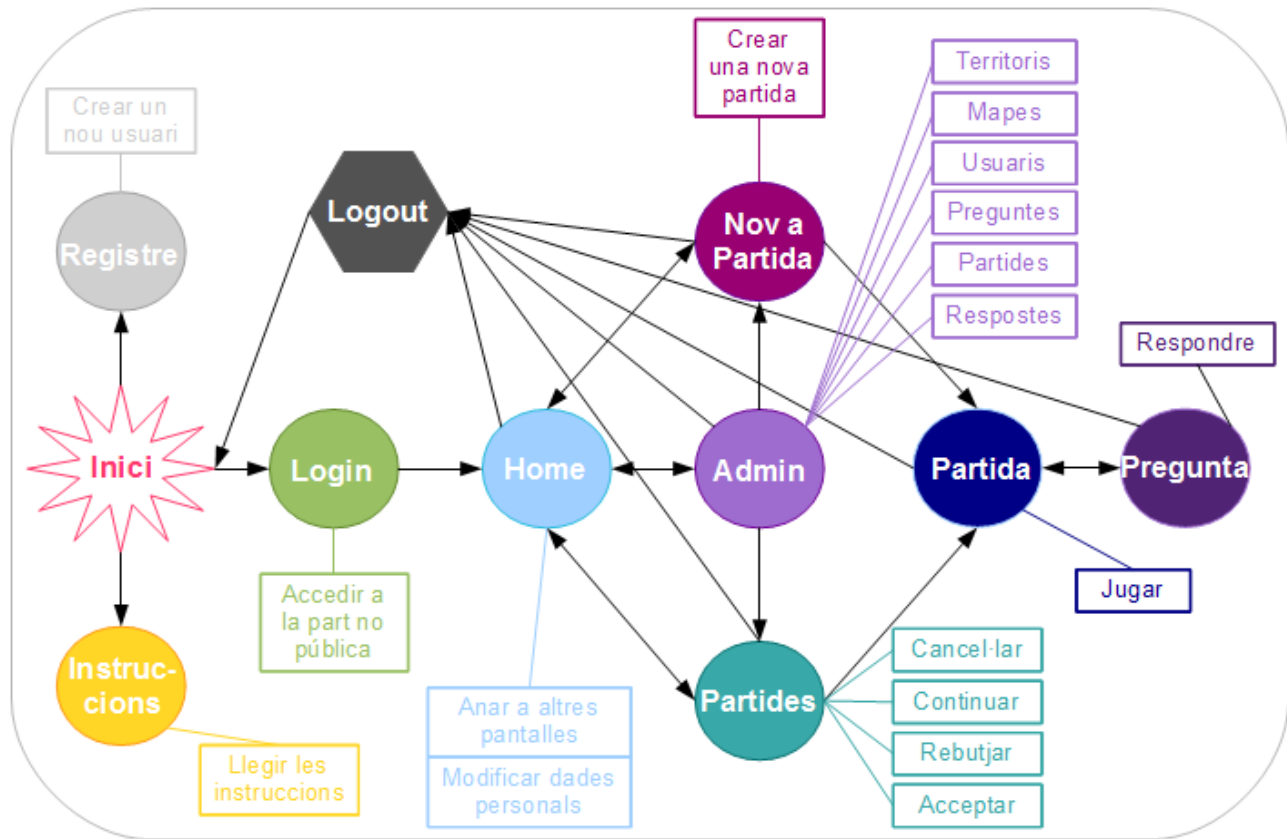 Crear
una nova
partida
Territoris
Mapes
Usuaris
Preguntes
Partides
Respostes
Crear un
nou usuari
Registre
Logout
Nov a
Partida
Respondre
Inici
Login
Home
Admin
Partida
Pregunta
Accedir a
la part no
pública
Jugar
Instruc-
cions
Llegir les
instruccions
Anar a altres
pantalles
Modificar dades
personals
Partides
Cancel·lar
Continuar
Rebutjar
Acceptar